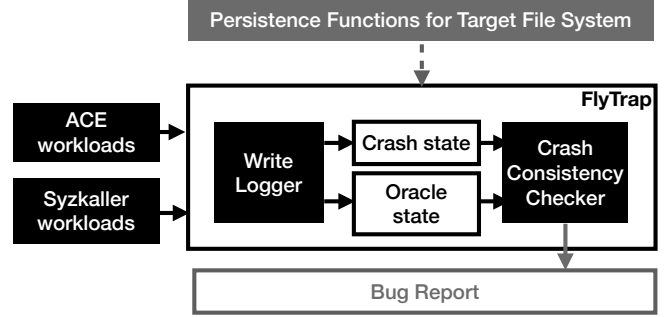 Persistence Functions for Target File System
FlyTrap
ACE
workloads
Syzkaller
workloads
Write
Logger
Crash state
Oracle
state
Crash
Consistency
Checker
Bug Report